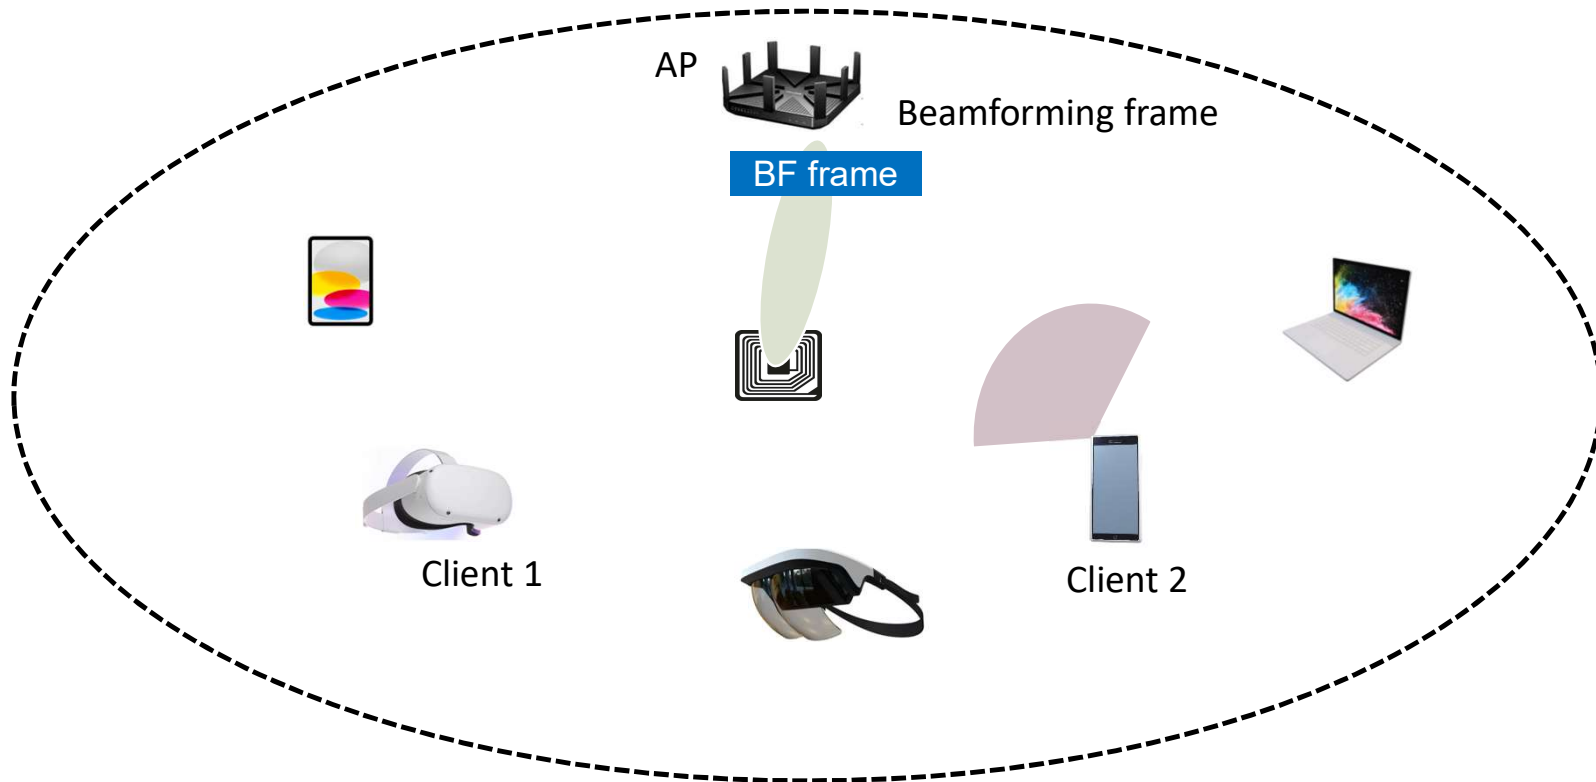 AP
Beamforming frame
BF frame
Client 1
Client 2